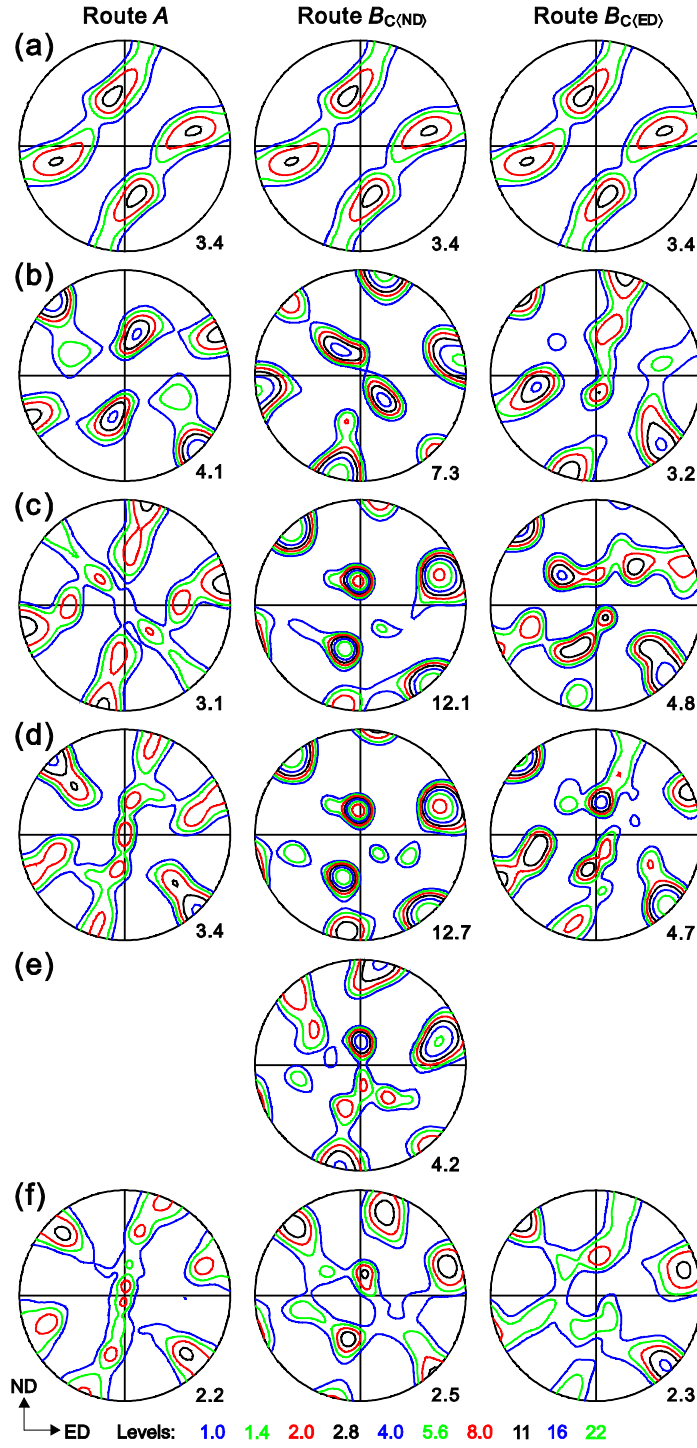 Route A Route BC⟨ND⟩ Route BC⟨ED⟩
(a)
3.4 3.4 3.4
(b)
4.1 7.3 3.2
(c)
3.1 12.1 4.8
(d)
3.4 12.7 4.7
(e)
4.2
(f)
2.2 2.5 2.3
ND
ED Levels: 1.0 1.4 2.0 2.8 4.0 5.6 8.0 11 16 22